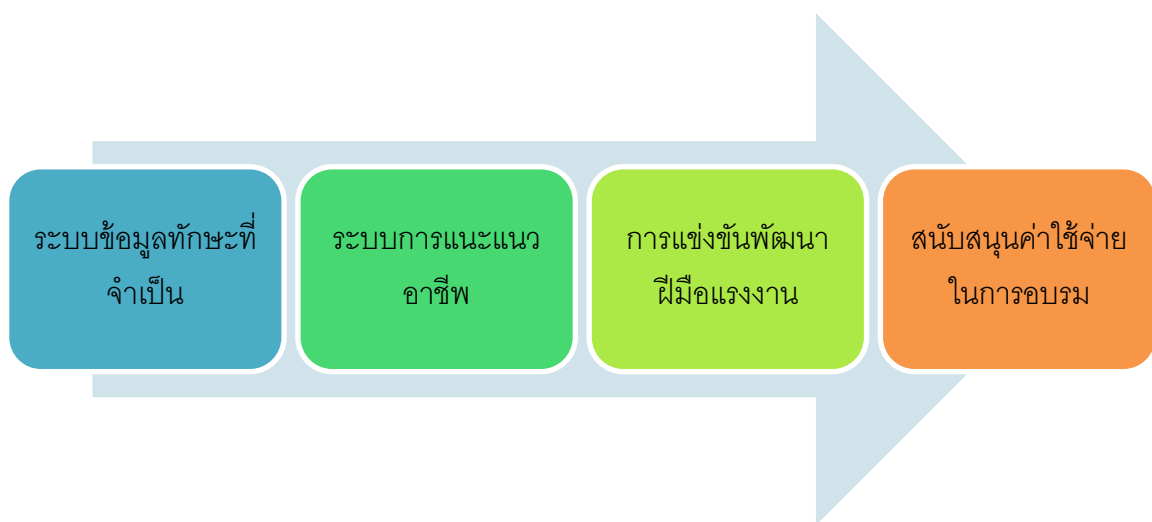 ระบบข้อมูลทักษะที่
จำเป็น
ระบบการแนะแนว
อาชีพ
การแข่งขันพัฒนา
ฝีมือแรงงาน
สนับสนุนค่าใช้จ่าย
ในการอบรม